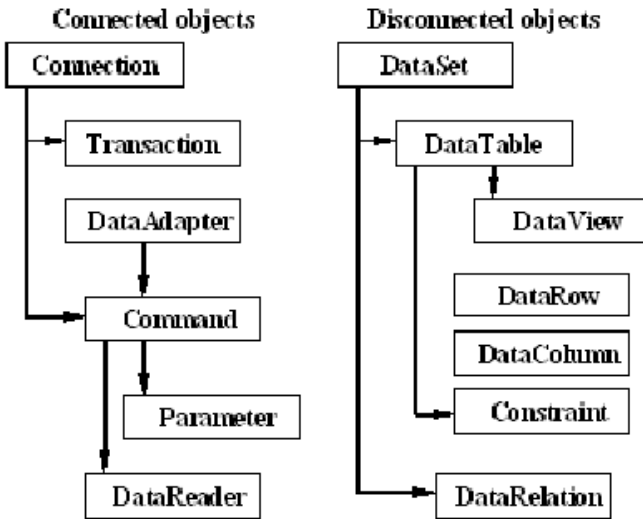 Connected objects
Connection
Transaction
DataAdapter
Command
Parameter
DataReader
Disconnected objects
DataSet
DataTable
DataView
DataRow
DataColumn
Constraint
DataRelation